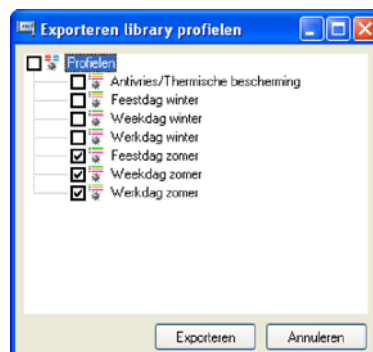 Exporteren library profielen
Profielen
Antivries/Thermische bescherming
Feestdag winter
Weekdag winter
Werkdag winter
Feestdag zomer
Weekdag zomer
Werkdag zomer
Exporteren Annuleren